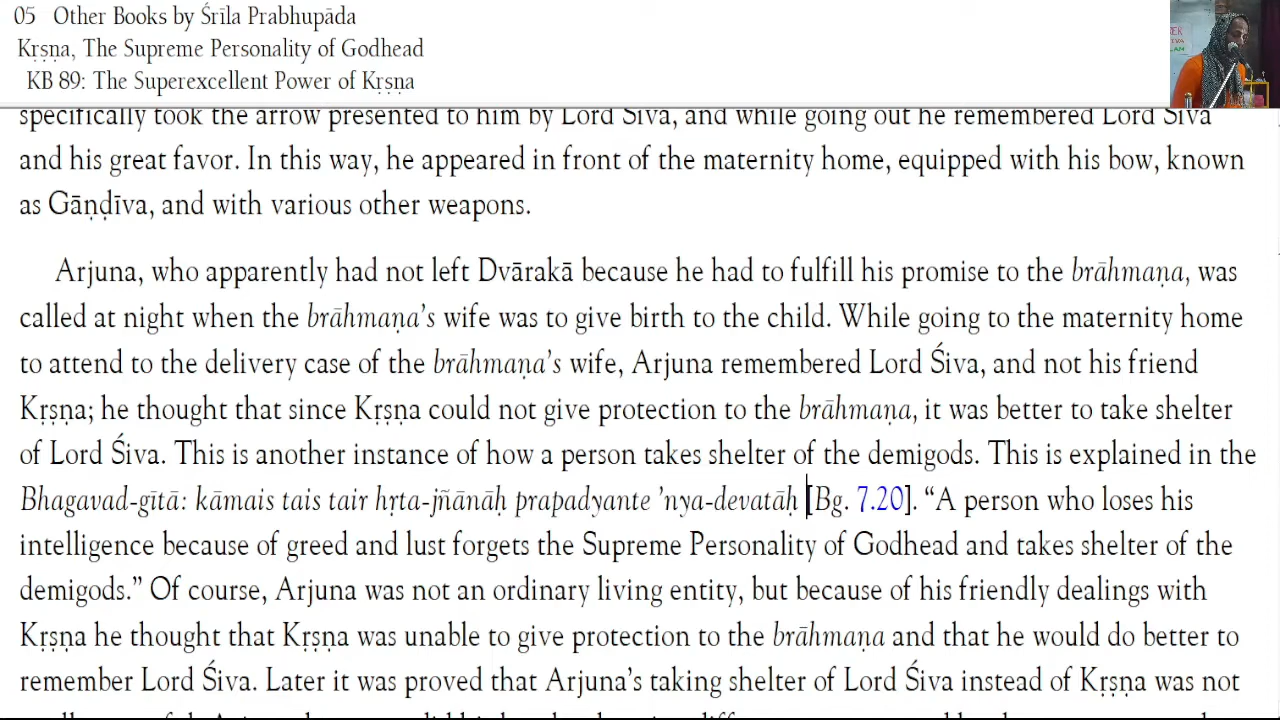 05 Other Books by Śrīla Prabhupāda
Kṛṣṇa, The Supreme Personality of Godhead
KB 89: The Superexcellent Power of Kṛṣṇa
specifically took the arrow presented to him by Lord Śiva, and while going out he remembered Lord Śiva
and his great favor. In this way, he appeared in front of the maternity home, equipped with his bow, known
as Gāṇḍīva, and with various other weapons.
Arjuna, who apparently had not left Dvārakā because he had to fulfill his promise to the brāhmaṇa, was
called at night when the brāhmaṇa’s wife was to give birth to the child. While going to the maternity home
to attend to the delivery case of the brāhmaṇa’s wife, Arjuna remembered Lord Śiva, and not his friend
Kṛṣṇa; he thought that since Kṛṣṇa could not give protection to the brāhmaṇa, it was better to take shelter
of Lord Śiva. This is another instance of how a person takes shelter of the demigods. This is explained in the
Bhagavad-gītā: kāmais tais tair hṛta-jñānāḥ prapadyante ’nya-devatāḥ [Bg. 7.20]. “A person who loses his
intelligence because of greed and lust forgets the Supreme Personality of Godhead and takes shelter of the
demigods.” Of course, Arjuna was not an ordinary living entity, but because of his friendly dealings with
Kṛṣṇa he thought that Kṛṣṇa was unable to give protection to the brāhmaṇa and that he would do better to
remember Lord Śiva. Later it was proved that Arjuna’s taking shelter of Lord Śiva instead of Kṛṣṇa was not